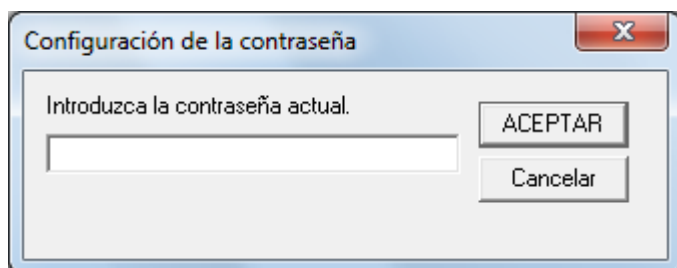 Configuración de la contraseña
Introduzca la contraseña actual.
ACEPTAR
Cancelar